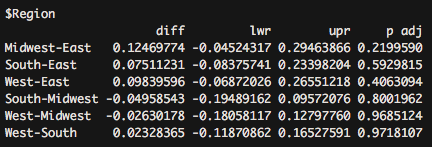 $Region
diff lwr upr p adj
Midwest-East 0.12469774 -0.04524317 0.29463866 0.2199590
South-East 0.07511231 -0.08375741 0.23398204 0.5929815
West-East 0.09839596 -0.06872026 0.26551218 0.4063094
South-Midwest -0.04958543 -0.19489162 0.09572076 0.8001962
West-Midwest -0.02630178 -0.18058117 0.12797760 0.9685124
West-South 0.02328365 -0.11870862 0.16527591 0.9718107